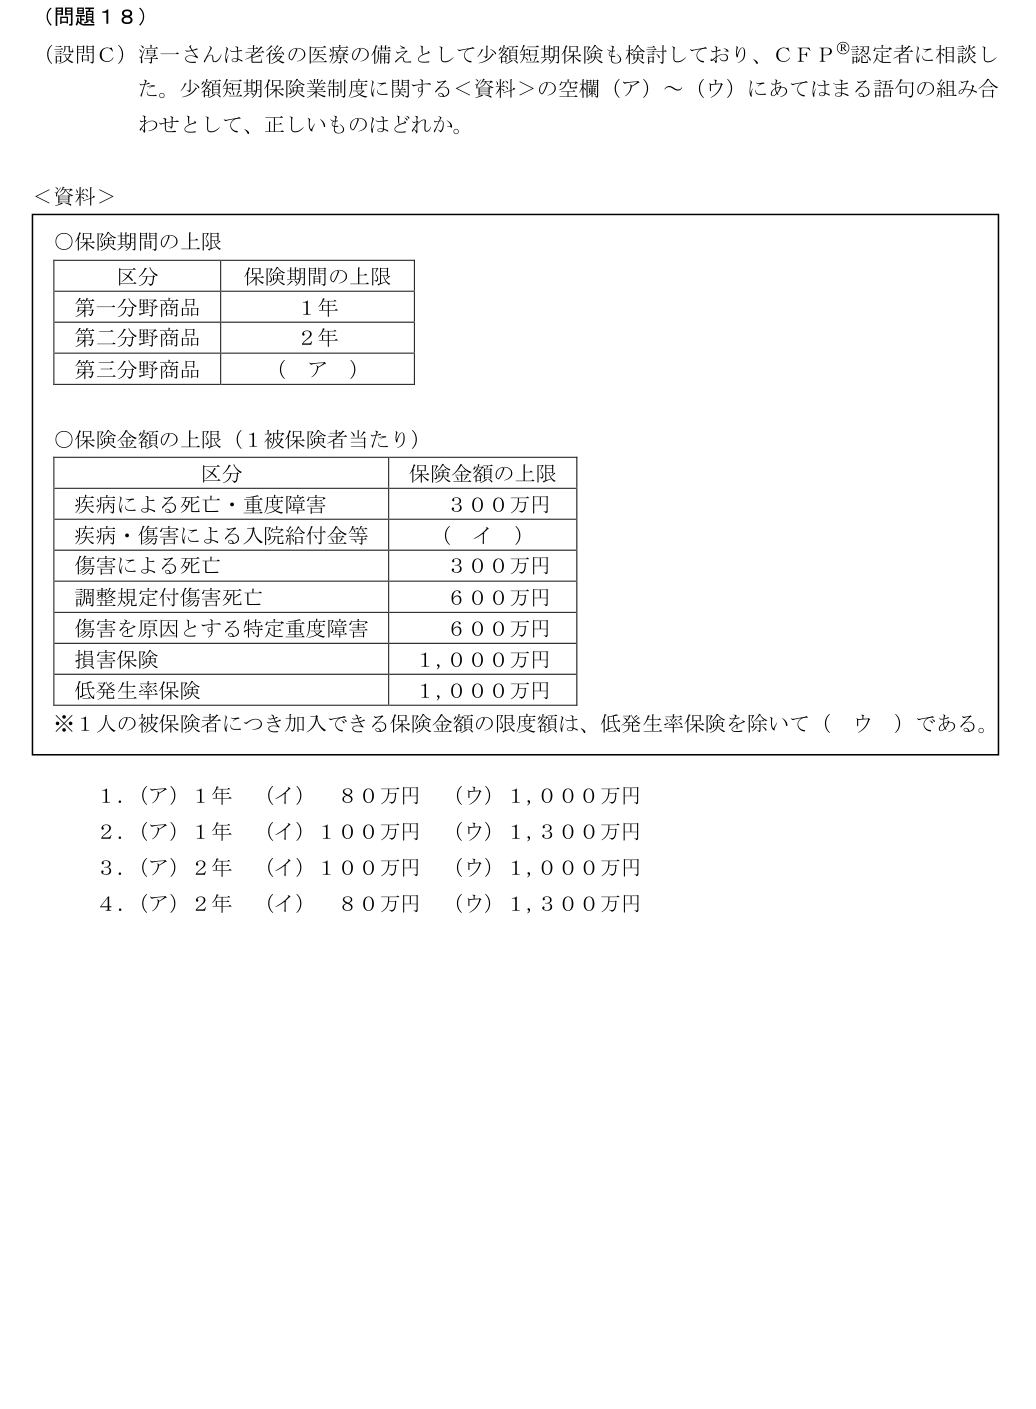 （問題１８）
（設問Ｃ）淳一さんは老後の医療の備えとして少額短期保険も検討しており、ＣＦＰ®認定者に相談し
た。少額短期保険業制度に関する＜資料＞の空欄（ア）～（ウ）にあてはまる語句の組み合
わせとして、正しいものはどれか。
＜資料＞
○保険期間の上限
区分 保険期間の上限
第一分野商品 １年
第二分野商品 ２年
第三分野商品 （　ア　）
○保険金額の上限（１被保険者当たり）
区分 保険金額の上限
疾病による死亡・重度障害 ３００万円
疾病・傷害による入院給付金等 （　イ　）
傷害による死亡 ３００万円
調整規定付傷害死亡 ６００万円
傷害を原因とする特定重度障害 ６００万円
損害保険 １,０００万円
低発生率保険 １,０００万円
※１人の被保険者につき加入できる保険金額の限度額は、低発生率保険を除いて（　ウ　）である。
１．（ア）１年　（イ）　８０万円　（ウ）１,０００万円
２．（ア）１年　（イ）１００万円　（ウ）１,３００万円
３．（ア）２年　（イ）１００万円　（ウ）１,０００万円
４．（ア）２年　（イ）　８０万円　（ウ）１,３００万円